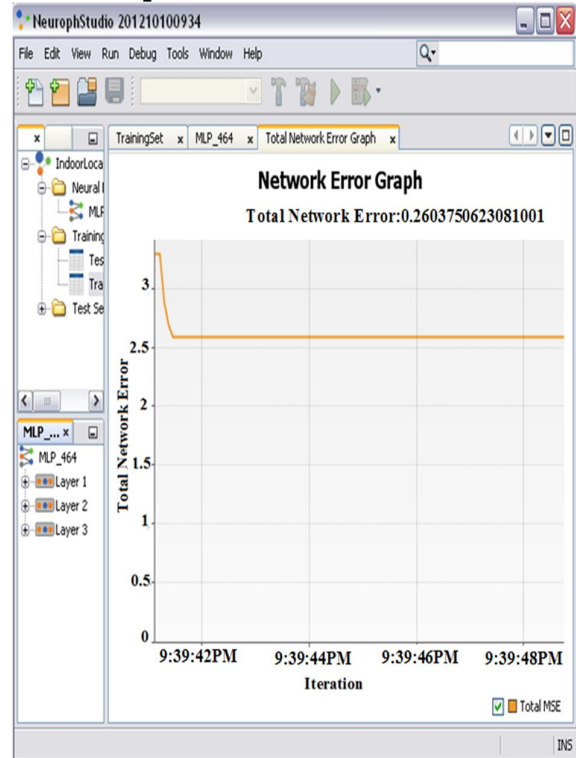 NeurophStudio 201210100934
File Edit View Run Debug Tools Window Help
TrainingSet x MLP_464 x Total Network Error Graph x
x
IndoorLoca
Neural
MLP
Training
Tes
Tra
Test Se
MLP_... x
MLP_464
Layer 1
Layer 2
Layer 3
Network Error Graph
Total Network Error:0.2603750623081001
Total Network Error
3
2.5
2
1.5
1
0.5
0
9:39:42PM 9:39:44PM 9:39:46PM 9:39:48PM
Iteration
Total MSE
INS